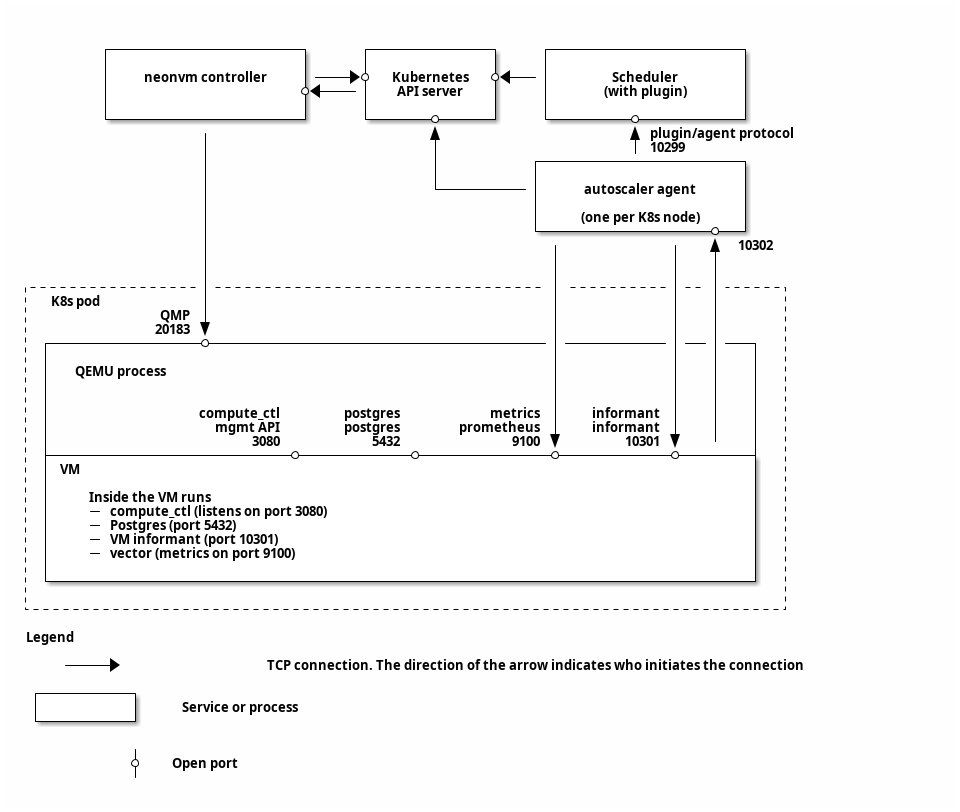 neonvm controller
Kubernetes
API server
Scheduler
(with plugin)
plugin/agent protocol
10299
autoscaler agent
(one per K8s node)
10302
K8s pod
QMP
20183
QEMU process
compute_ctl
mgmt API
3080
postgres
postgres
5432
metrics
prometheus
9100
informant
informant
10301
VM
Inside the VM runs
— compute_ctl (listens on port 3080)
— Postgres (port 5432)
— VM informant (port 10301)
— vector (metrics on port 9100)
Legend
TCP connection. The direction of the arrow indicates who initiates the connection
Service or process
Open port